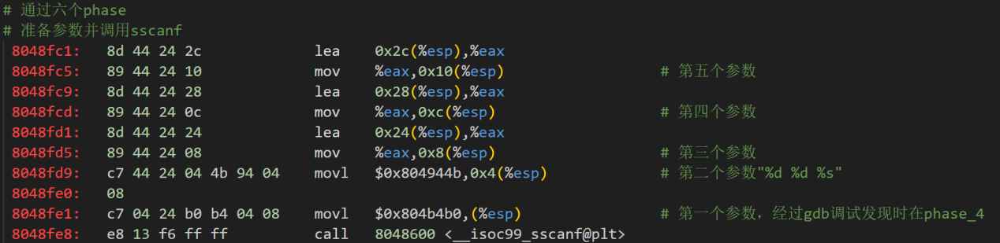 # 通过六个phase
# 准备参数并调用sscanf
8048fc1: 8d 44 24 2c lea 0x2c(%esp),%eax
8048fc5: 89 44 24 10 mov %eax,0x10(%esp) # 第五个参数
8048fc9: 8d 44 24 28 lea 0x28(%esp),%eax
8048fcd: 89 44 24 0c mov %eax,0xc(%esp) # 第四个参数
8048fd1: 8d 44 24 24 lea 0x24(%esp),%eax
8048fd5: 89 44 24 08 mov %eax,0x8(%esp) # 第三个参数
8048fd9: c7 44 24 04 4b 94 04 movl $0x804944b,0x4(%esp) # 第二个参数"%d %d %s"
8048fe0: 08
8048fe1: c7 04 24 b0 b4 04 08 movl $0x804b4b0,(%esp) # 第一个参数，经过gdb调试发现时在phase_4
8048fe8: e8 13 f6 ff ff call 8048600 <__isoc99_sscanf@plt>